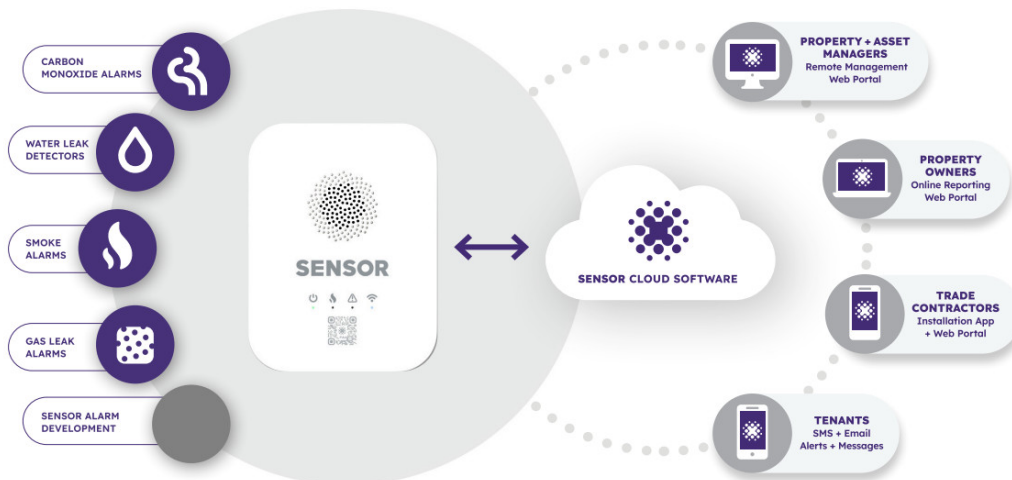 CARBON
MONOXIDE ALARMS
WATER LEAK
DETECTORS
SMOKE
ALARMS
GAS LEAK
ALARMS
SENSOR ALARM
DEVELOPMENT
SENSOR
SENSOR CLOUD SOFTWARE
PROPERTY + ASSET
MANAGERS
Remote Management
Web Portal
PROPERTY
OWNERS
Online Reporting
Web Portal
TRADE
CONTRACTORS
Installation App
+ Web Portal
TENANTS
SMS + Email
Alerts + Messages